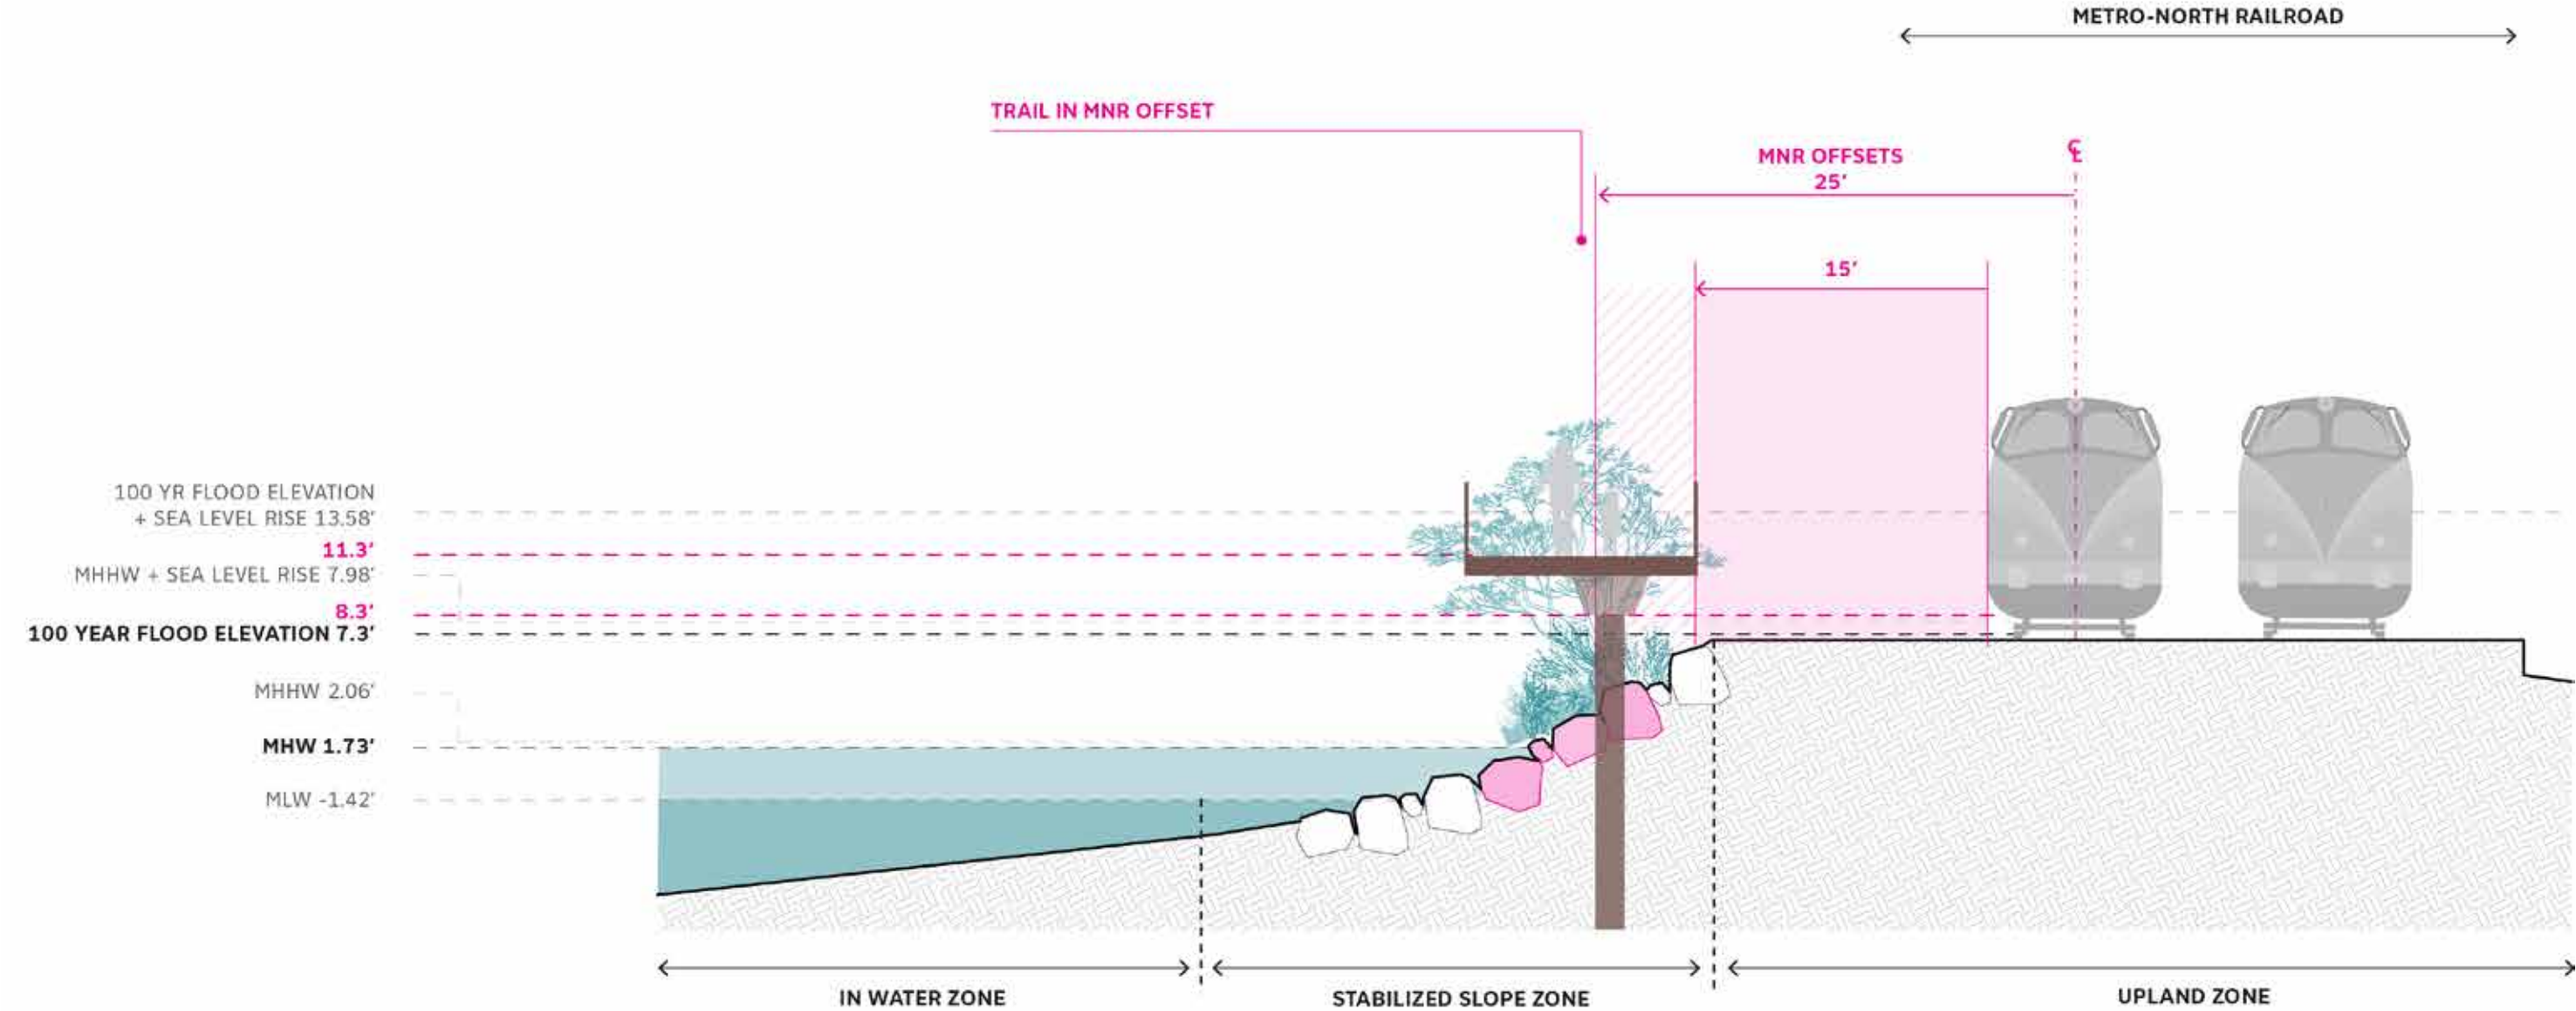 METRO-NORTH RAILROAD
TRAIL IN MNR OFFSET
MNR OFFSETS
25'
℄
15'
100 YR FLOOD ELEVATION
+ SEA LEVEL RISE 13.58'
11.3'
MHHW + SEA LEVEL RISE 7.98'
8.3'
100 YEAR FLOOD ELEVATION 7.3'
MHHW 2.06'
MHW 1.73'
MLW -1.42'
IN WATER ZONE
STABILIZED SLOPE ZONE
UPLAND ZONE